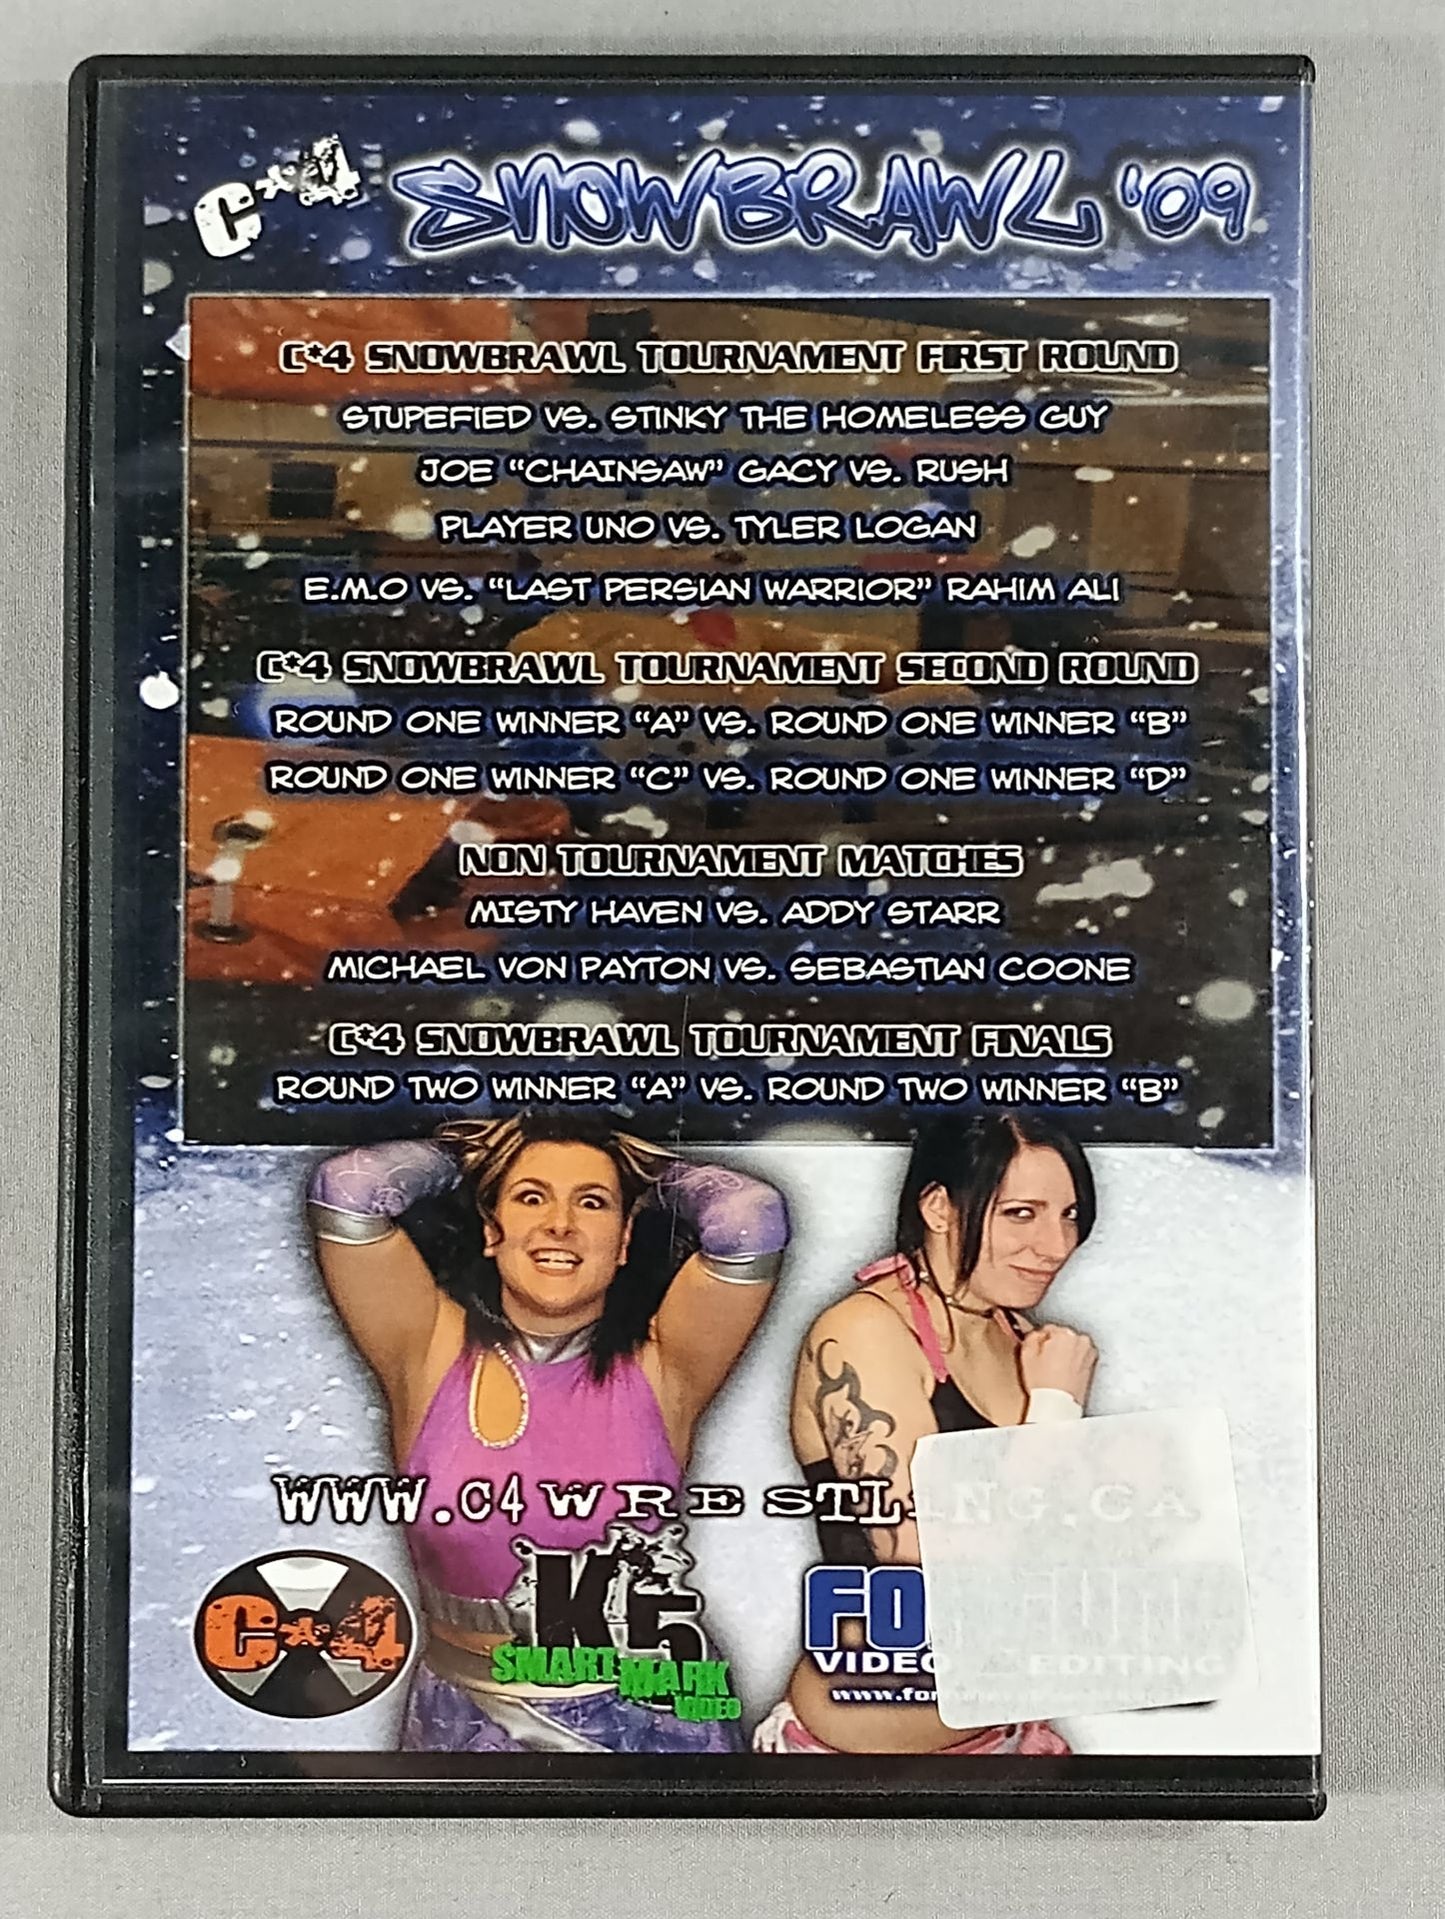 C*4 SNOWBRAWL '09
C*4 SNOWBRAWL TOURNAMENT FIRST ROUND
STUPEFIED VS. STINKY THE HOMELESS GUY
JOE "CHAINSAW" GACY VS. RUSH
PLAYER UNO VS. TYLER LOGAN
E.M.O VS. "LAST PERSIAN WARRIOR" RAHIM ALI
C*4 SNOWBRAWL TOURNAMENT SECOND ROUND
ROUND ONE WINNER "A" VS. ROUND ONE WINNER "B"
ROUND ONE WINNER "C" VS. ROUND ONE WINNER "D"
NON TOURNAMENT MATCHES
MISTY HAVEN VS. ADDY STARR
MICHAEL VON PAYTON VS. SEBASTIAN COONE
C*4 SNOWBRAWL TOURNAMENT FINALS
ROUND TWO WINNER "A" VS. ROUND TWO WINNER "B"
WWW.C4WRESTLING.CA
C*4
K5
SMART MARK
VIDEO
VIDEO EDITING